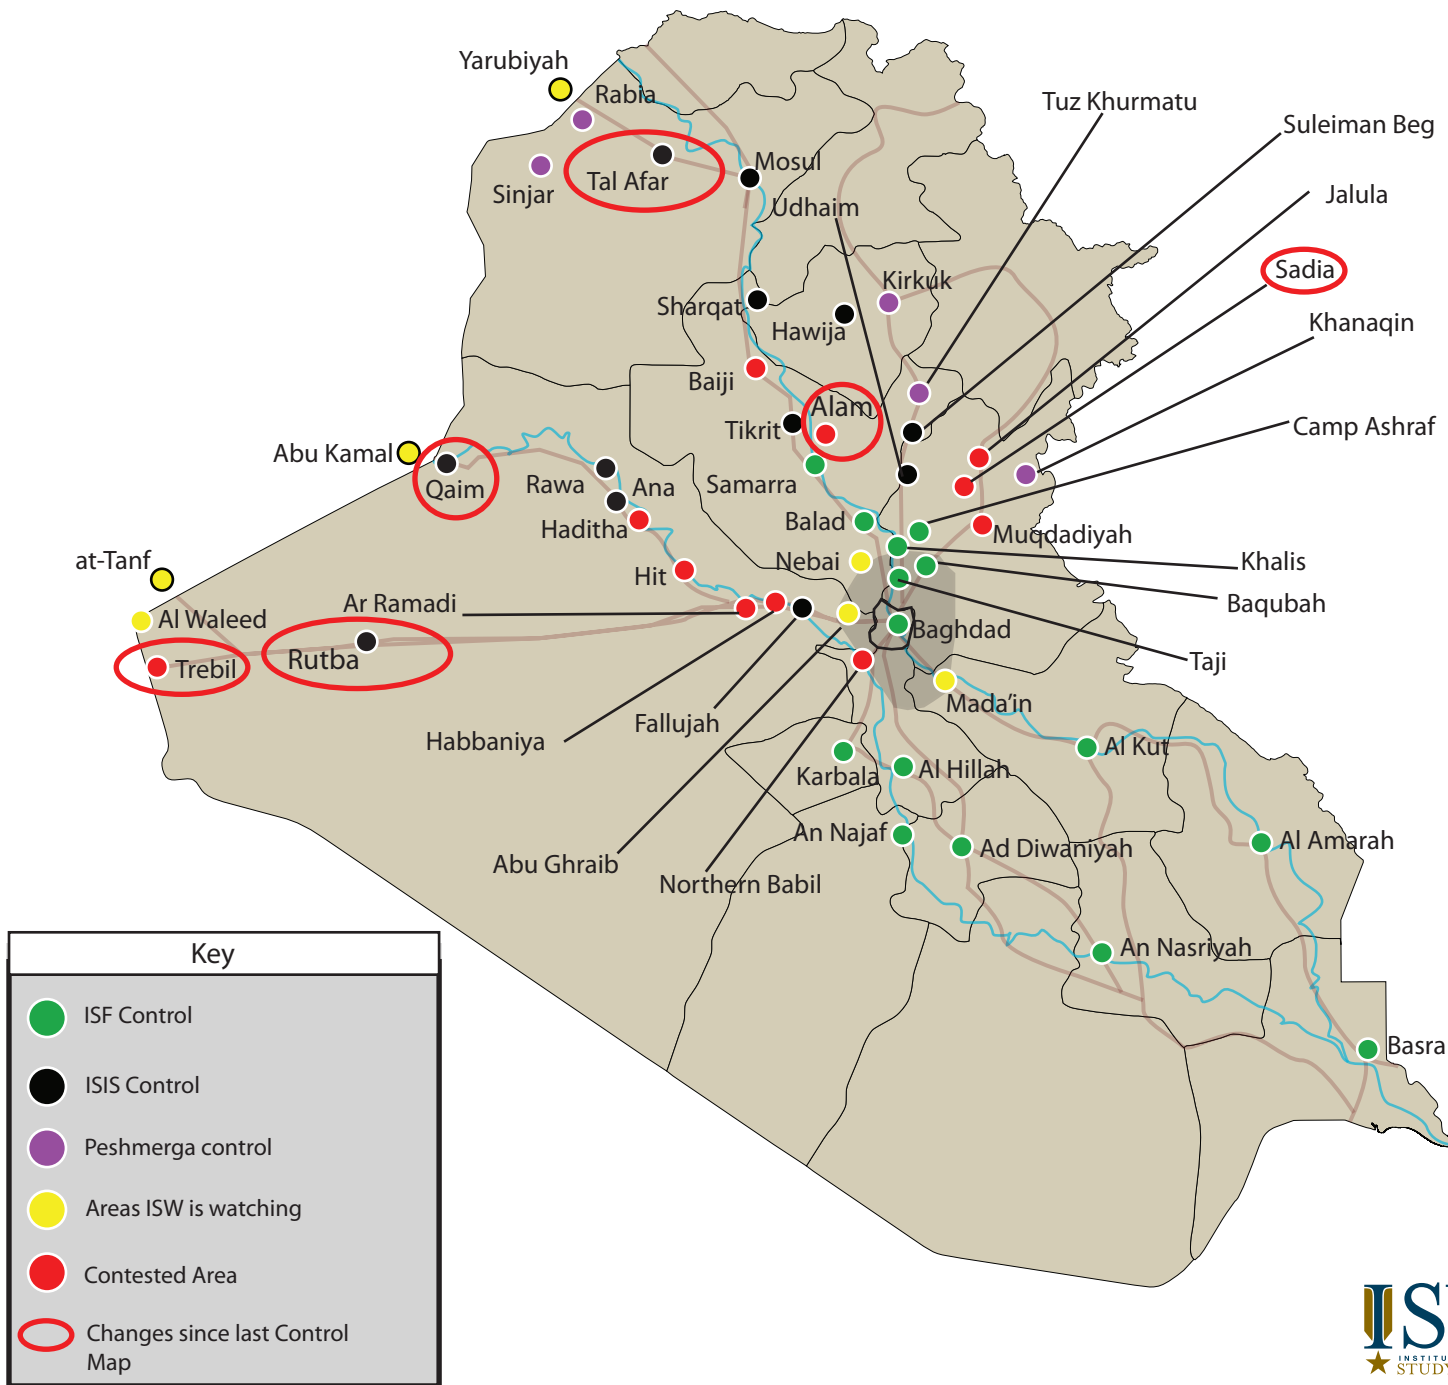 Yarubiyah
Rabia
Tuz Khurmatu
Suleiman Beg
Mosul
Tal Afar
Sinjar
Udhaim
Jalula
Sadia
Kirkuk
Sharqat
Hawija
Khanaqin
Baiji
Alam
Tikrit
Camp Ashraf
Abu Kamal
Qaim
Rawa
Ana
Samarra
Haditha
Balad
Muqdadiyah
at-Tanf
Nebai
Khalis
Hit
Ar Ramadi
Baqubah
Al Waleed
Baghdad
Rutba
Trebil
Taji
Mada'in
Fallujah
Habbaniya
Al Kut
Karbala
Al Hillah
An Najaf
Ad Diwaniyah
Al Amarah
Abu Ghraib
Northern Babil
An Nasriyah
Basra
Key
ISF Control
ISIS Control
Peshmerga control
Areas ISW is watching
Contested Area
Changes since last Control
Map
IS
INSTITU
STUDY